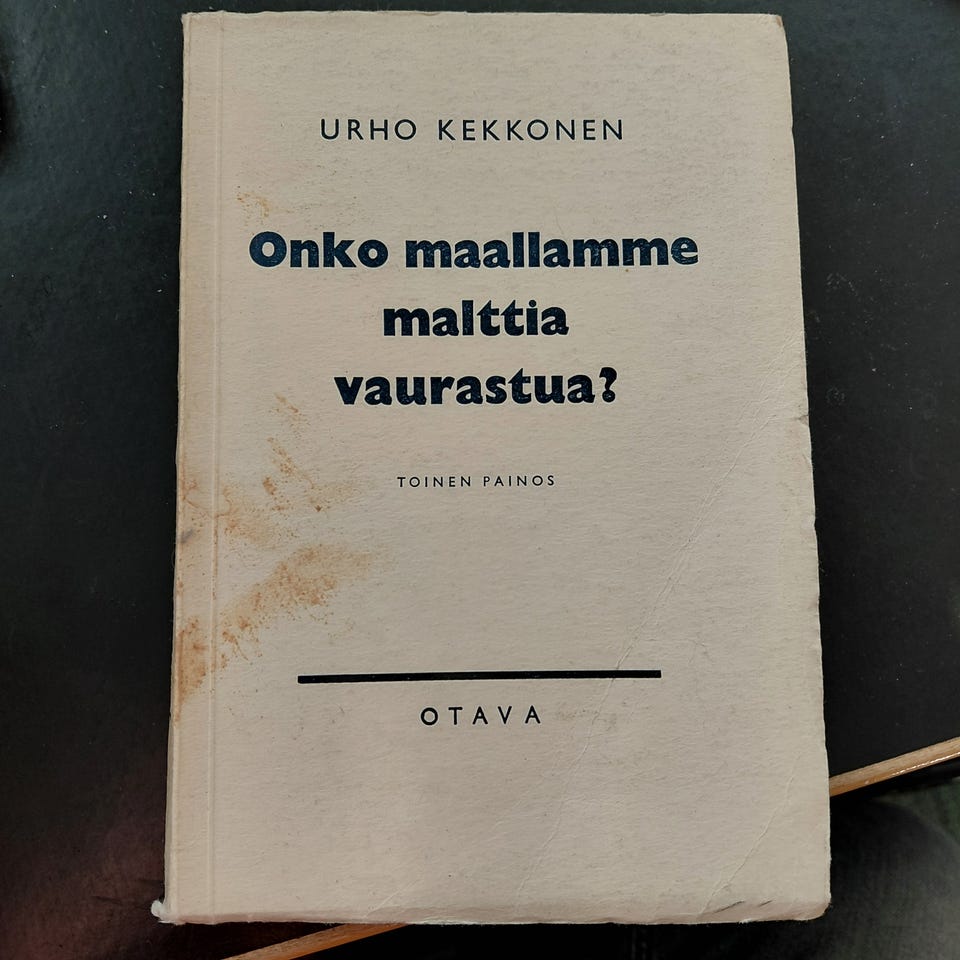 URHO KEKKONEN
Onko maallamme
malttia
vaurastua?
TOINEN PAINOS
OTAVA